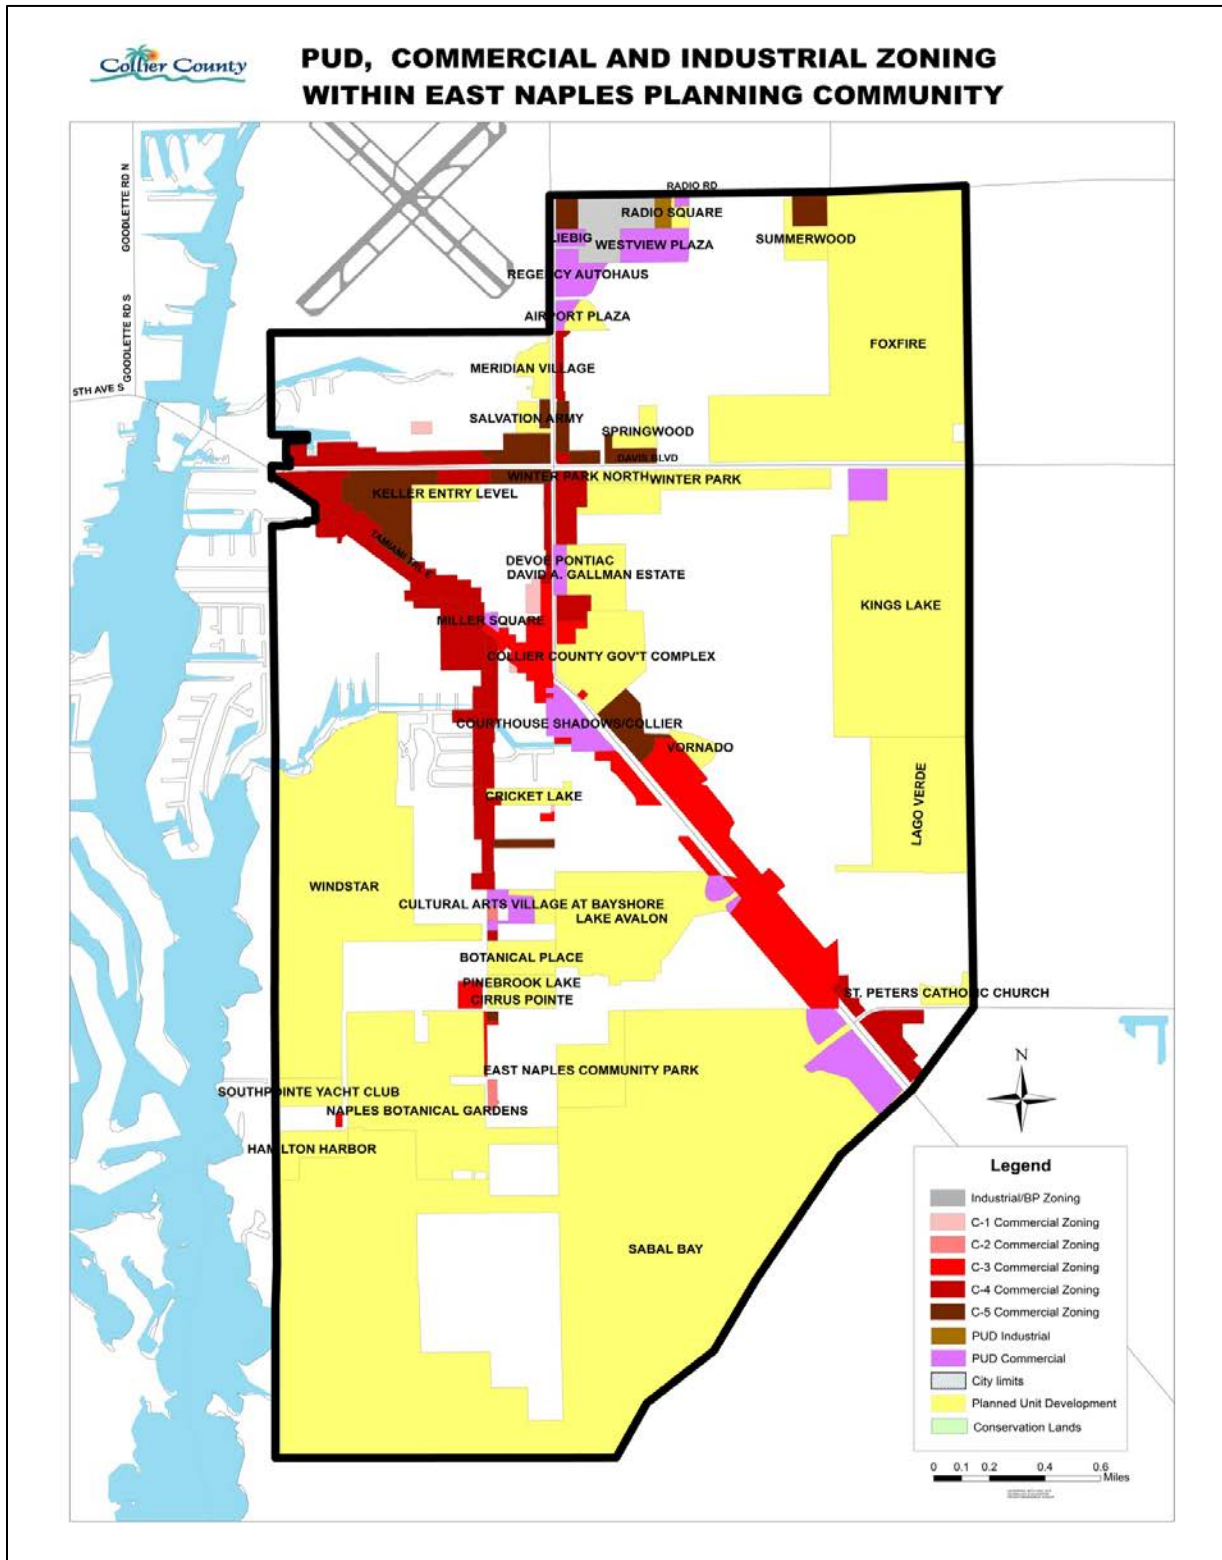 Collier County
PUD, COMMERCIAL AND INDUSTRIAL ZONING
WITHIN EAST NAPLES PLANNING COMMUNITY
GOODLETTE RD N
RADIO RD
RADIO SQUARE
LIEBIG
WESTVIEW PLAZA
SUMMERWOOD
REGENCY AUTOHAUS
GOODLETTE RD S
AIRPORT PLAZA
FOXFIRE
MERIDIAN VILLAGE
5TH AVE S
SALVATION ARMY
SPRINGWOOD
DAVIS BLVD
WINTER PARK NORTH
WINTER PARK
KELLER ENTRY LEVEL
TAMIAMI TRL E
DEVOE PONTIAC
DAVID A. GALLMAN ESTATE
KINGS LAKE
MILLER SQUARE
COLLIER COUNTY GOV'T COMPLEX
COURTHOUSE SHADOWS/COLLIER
VORNADO
LAGO VERDE
CRICKET LAKE
WINDSTAR
CULTURAL ARTS VILLAGE AT BAYSHORE
LAKE AVALON
BOTANICAL PLACE
PINEBROOK LAKE
CIRRUS POINTE
ST. PETERS CATHOLIC CHURCH
EAST NAPLES COMMUNITY PARK
SOUTHPOINTE YACHT CLUB
NAPLES BOTANICAL GARDENS
HAMILTON HARBOR
SABAL BAY
N
Legend
Industrial/BP Zoning
C-1 Commercial Zoning
C-2 Commercial Zoning
C-3 Commercial Zoning
C-4 Commercial Zoning
C-5 Commercial Zoning
PUD Industrial
PUD Commercial
City limits
Planned Unit Development
Conservation Lands
0 0.1 0.2 0.4 0.6
Miles